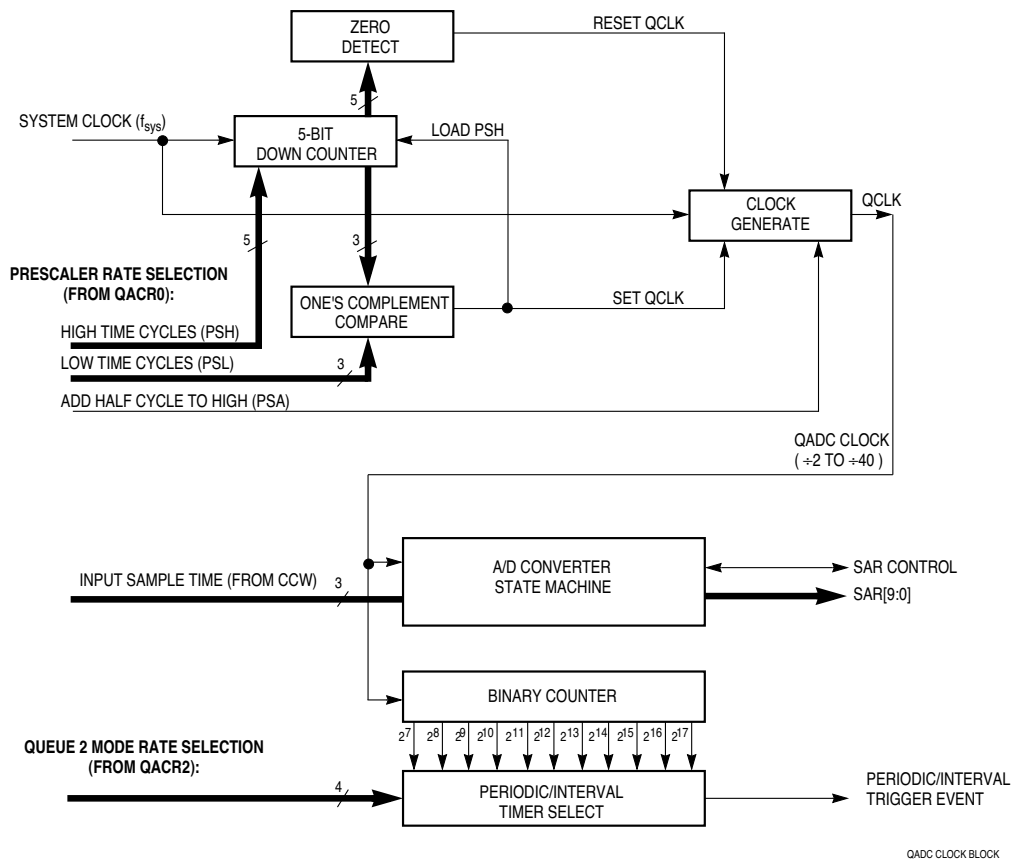 ZERO
DETECT
RESET QCLK
5
SYSTEM CLOCK (fsys)
5-BIT
DOWN COUNTER
LOAD PSH
CLOCK
GENERATE
QCLK
5
3
PRESCALER RATE SELECTION
(FROM QACR0):
ONE'S COMPLEMENT
COMPARE
SET QCLK
HIGH TIME CYCLES (PSH)
LOW TIME CYCLES (PSL)
3
ADD HALF CYCLE TO HIGH (PSA)
QADC CLOCK
( ÷2 TO ÷40 )
INPUT SAMPLE TIME (FROM CCW)
3
A/D CONVERTER
STATE MACHINE
SAR CONTROL
SAR[9:0]
BINARY COUNTER
2^7 2^8 2^9 2^10 2^11 2^12 2^13 2^14 2^15 2^16 2^17
QUEUE 2 MODE RATE SELECTION
(FROM QACR2):
4
PERIODIC/INTERVAL
TIMER SELECT
PERIODIC/INTERVAL
TRIGGER EVENT
QADC CLOCK BLOCK